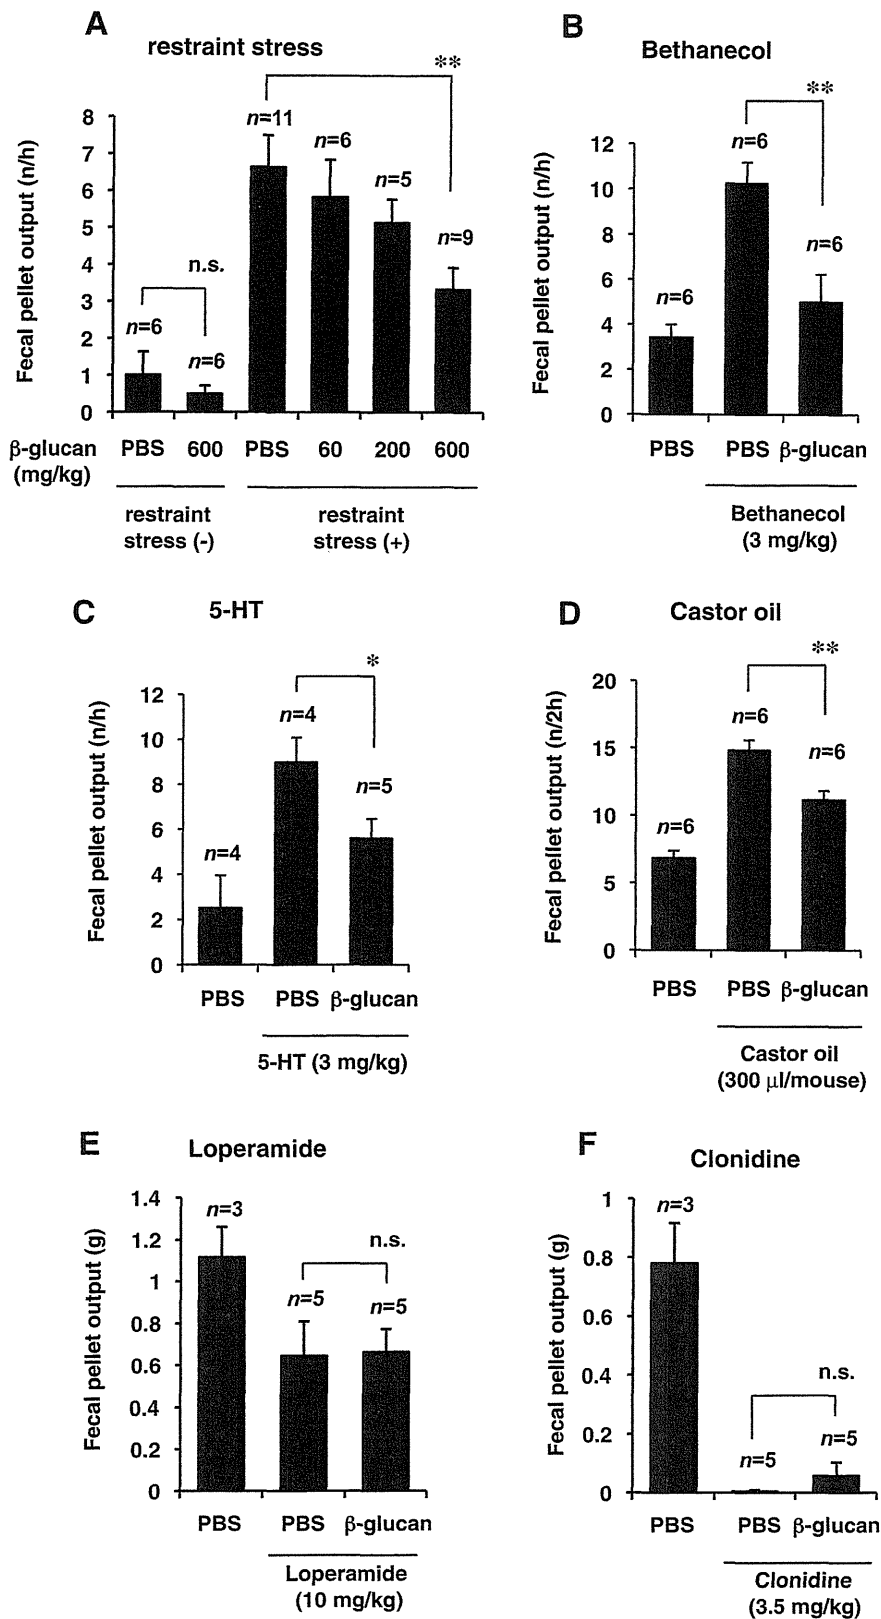 A
restraint stress
**
Fecal pellet output (n/h)
8
7
6
5
4
3
2
1
0
n=6
n.s.
n=6
n=11
n=6
n=5
n=9
β-glucan PBS 600 PBS 60 200 600
(mg/kg)
restraint
stress (-)
restraint
stress (+)
B
Bethanecol
**
Fecal pellet output (n/h)
12
10
8
6
4
2
0
n=6
n=6
n=6
PBS PBS β-glucan
Bethanecol
(3 mg/kg)
C
5-HT
*
Fecal pellet output (n/h)
12
10
8
6
4
2
0
n=4
n=4
n=5
PBS PBS β-glucan
5-HT (3 mg/kg)
D
Castor oil
**
Fecal pellet output (n/2h)
20
15
10
5
0
n=6
n=6
n=6
PBS PBS β-glucan
Castor oil
(300 μl/mouse)
E
Loperamide
Fecal pellet output (g)
1.4
1.2
1
0.8
0.6
0.4
0.2
0
n=3
n.s.
n=5
n=5
PBS PBS β-glucan
Loperamide
(10 mg/kg)
F
Clonidine
Fecal pellet output (g)
1
0.8
0.6
0.4
0.2
0
n=3
n.s.
n=5
n=5
PBS PBS β-glucan
Clonidine
(3.5 mg/kg)